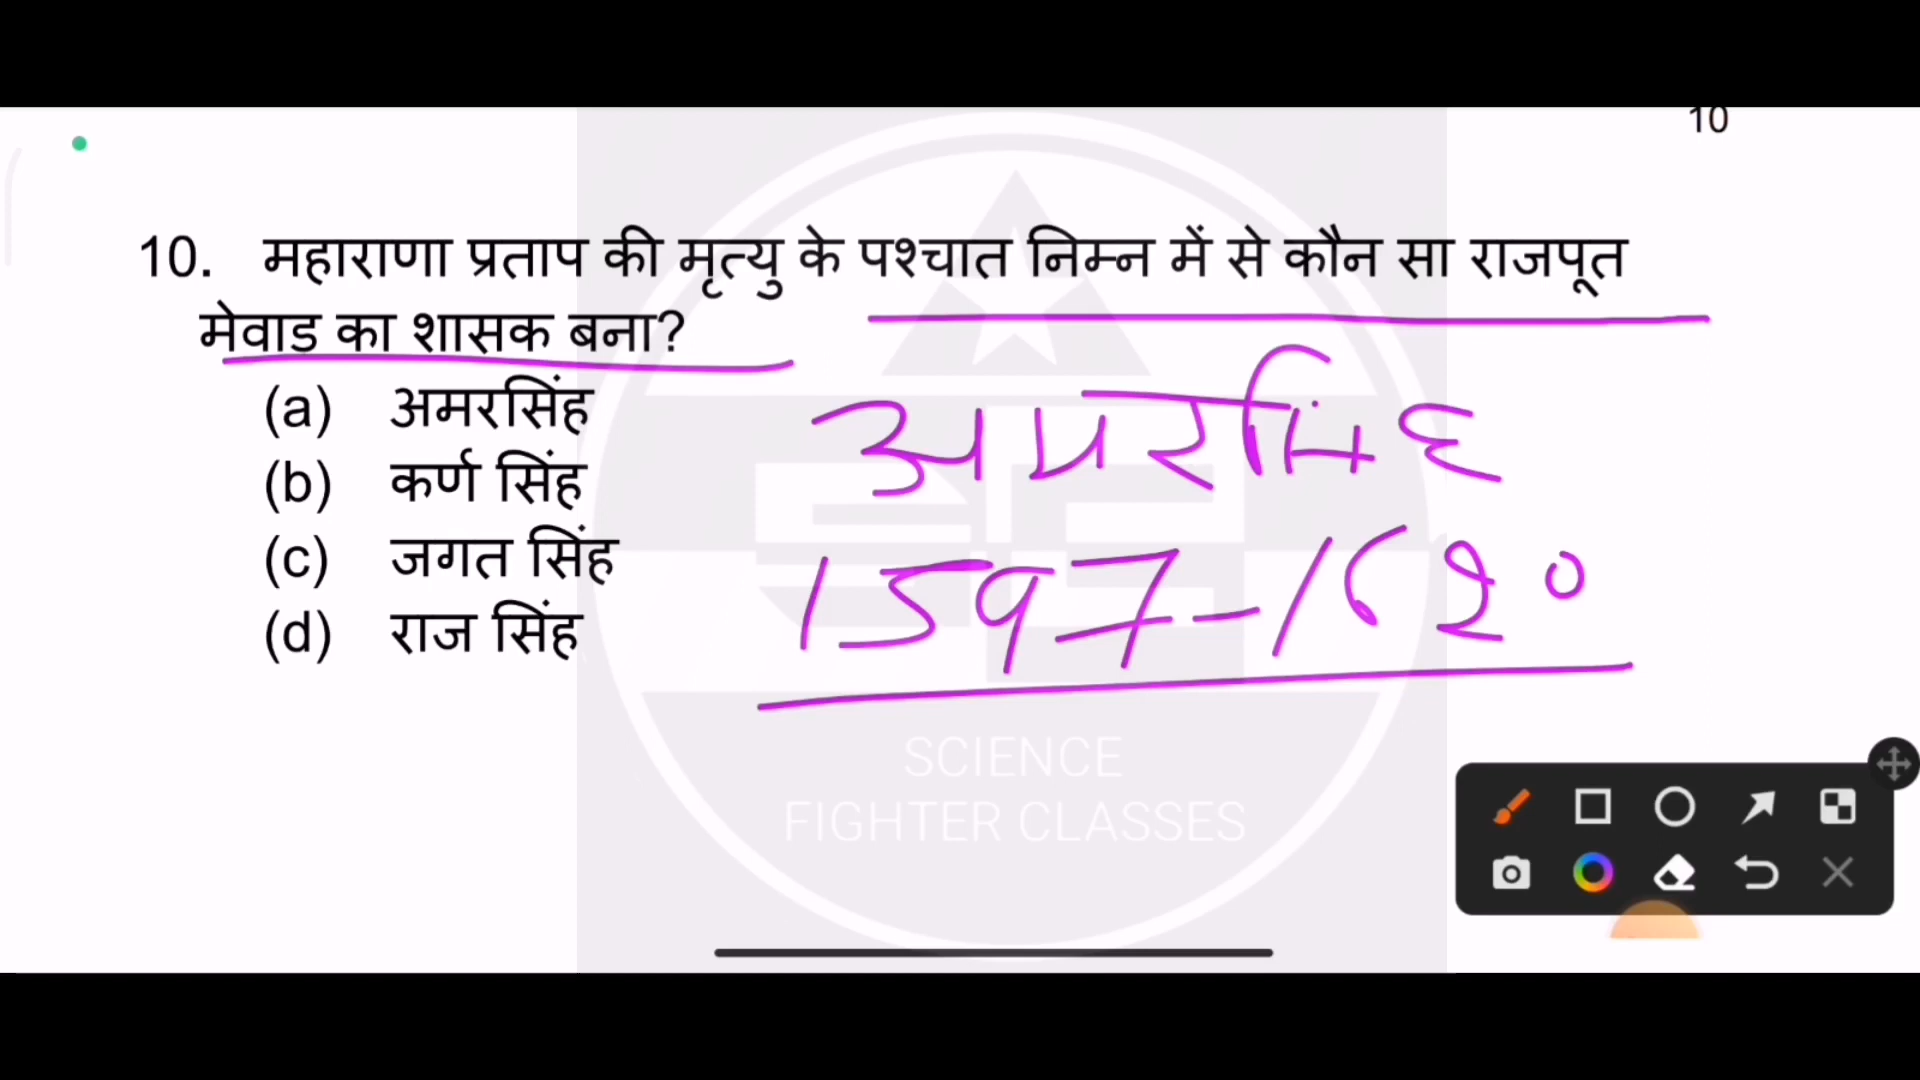 10
10. महाराणा प्रताप की मृत्यु के पश्चात निम्न में से कौन सा राजपूत
मेवाड का शासक बना?
(a) अमरसिंह
(b) कर्ण सिंह
(c) जगत सिंह
(d) राज सिंह
अमरसिंह
1597-1620
SCIENCE
FIGHTER CLASSES